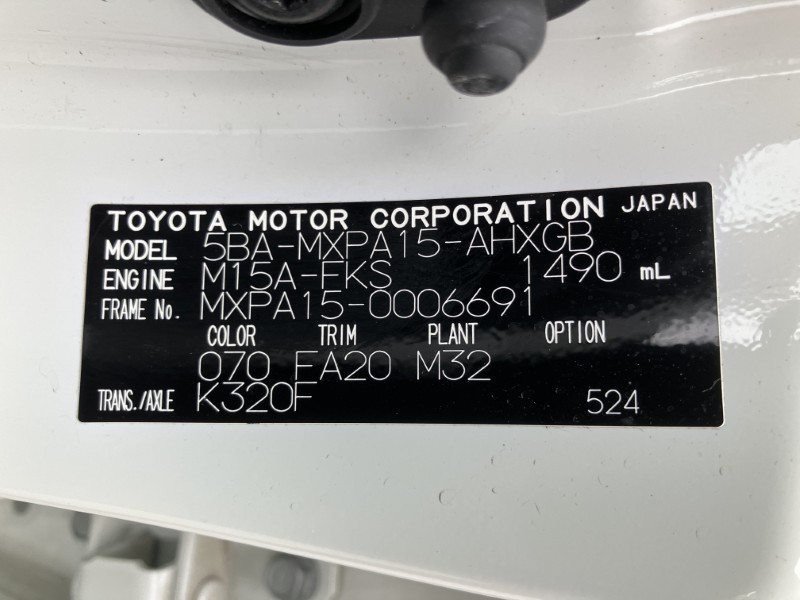 TOYOTA MOTOR CORPORATION JAPAN
MODEL 5BA-MXPA15-AHXGB
ENGINE M15A-FKS 1490 mL
FRAME No. MXPA15-0006691
COLOR TRIM PLANT OPTION
070 FA20 M32
TRANS./AXLE K320F 524